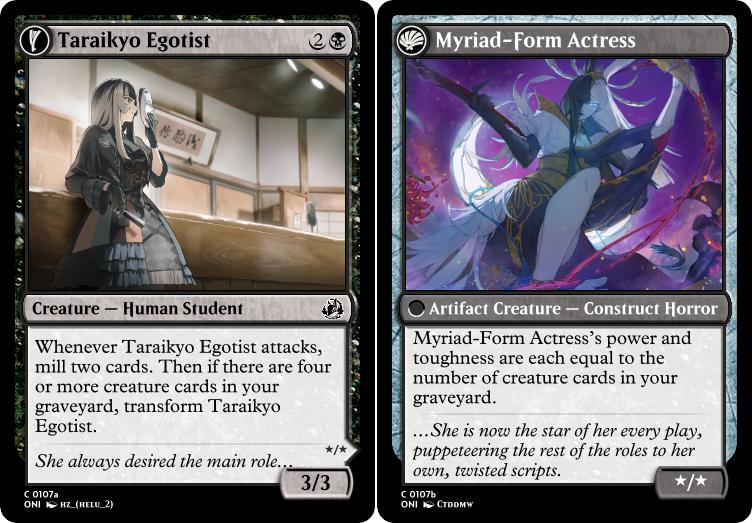 Taraikyo Egotist
2
Creature — Human Student
Whenever Taraikyo Egotist attacks,
mill two cards. Then if there are four
or more creature cards in your
graveyard, transform Taraikyo
Egotist.
She always desired the main role…
*/*
3/3
C 0107a
ONI HZ_(HELU_2)
Myriad-Form Actress
Artifact Creature — Construct Horror
Myriad-Form Actress's power and
toughness are each equal to the
number of creature cards in your
graveyard.
…She is now the star of her every play,
puppeteering the rest of the roles to her
own, twisted scripts.
*/*
C 0107b
ONI CTDDMW